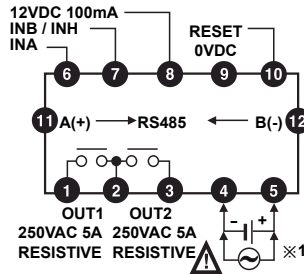 12VDC 100mA
INB / INH
INA
RESET
0VDC
6 7 8 9 10
11 A(+) RS485 B(-) 12
1 2 3 4 5
OUT1 OUT2
250VAC 5A 250VAC 5A
RESISTIVE RESISTIVE
- +
※1